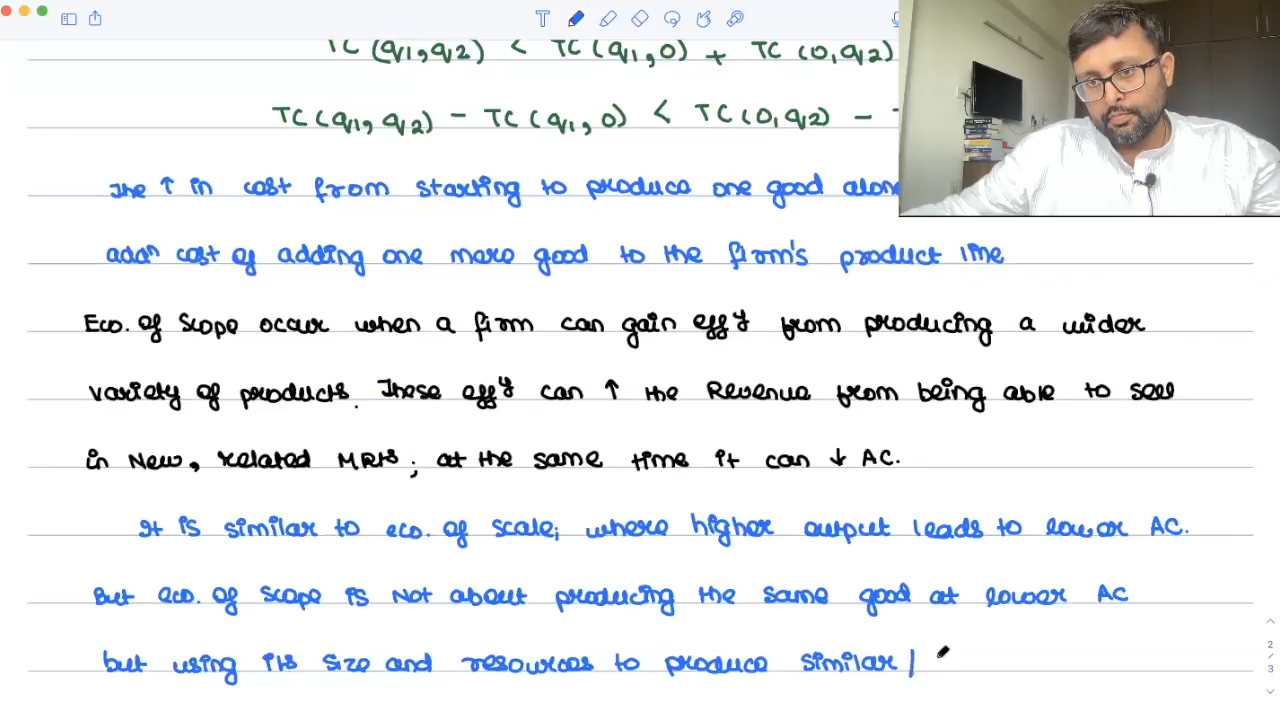 TC (q1, q2) < TC (q1, 0) + TC (0, q2)
TC (q1, q2) - TC (q1, 0) < TC (0, q2) -
The ↑ in cost from starting to produce one good alone
addn cost of adding one more good to the firm's product line
Eco. of Scope occur when a firm can gain effy from producing a wider
variety of products. These effy can ↑ the Revenue from being able to sell
in New, related MRKts; at the same time it can ↓ AC.
It is similar to eco. of scale; where higher output leads to lower AC.
But eco. of scope is Not about producing the same good at lower AC
but using its size and resources to produce similar /
2
/
3